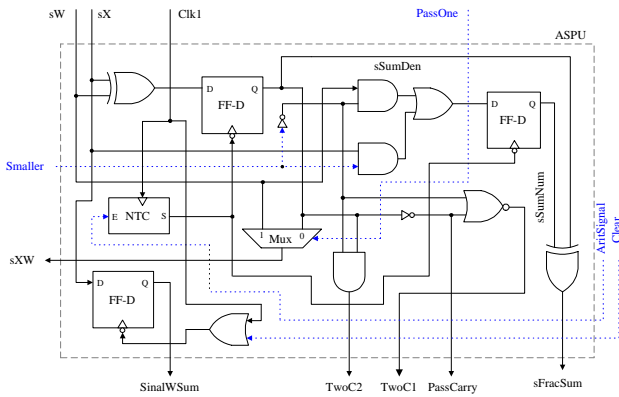 sW
sX
Clk1
PassOne
ASPU
sSumDen
D
Q
FF-D
D
Q
FF-D
Smaller
E
NTC
S
sSumNum
1
Mux
0
AritSignal
Clear
sXW
D
Q
FF-D
SinalWSum
TwoC2
TwoC1
PassCarry
sFracSum